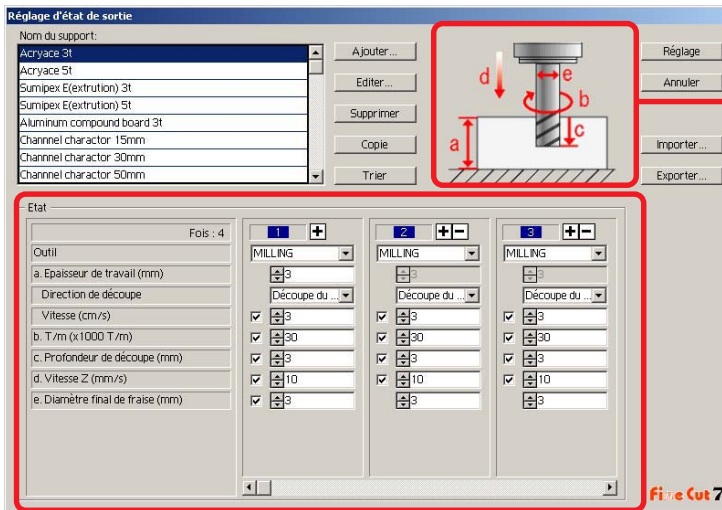 Réglage d'état de sortie
Nom du support:
Acryace 3t
Acryace 5t
Sumipex E(extrution) 3t
Sumipex E(extrution) 5t
Aluminum compound board 3t
Channnel charactor 15mm
Channnel charactor 30mm
Channnel charactor 50mm
Ajouter...
Editer...
Supprimer
Copie
Trier
d
e
b
c
a
Réglage
Annuler
Importer...
Exporter...
Etat
Fois : 4
1 + 2 + - 3 + -
Outil MILLING MILLING MILLING
a. Epaisseur de travail (mm) 3 3 3
Direction de découpe Découpe du ... Découpe du ... Découpe du ...
Vitesse (cm/s) 3 3 3
b. T/m (x1000 T/m) 30 30 30
c. Profondeur de découpe (mm) 3 3 3
d. Vitesse Z (mm/s) 10 10 10
e. Diamètre final de fraise (mm) 3 3 3
Fine Cut 7